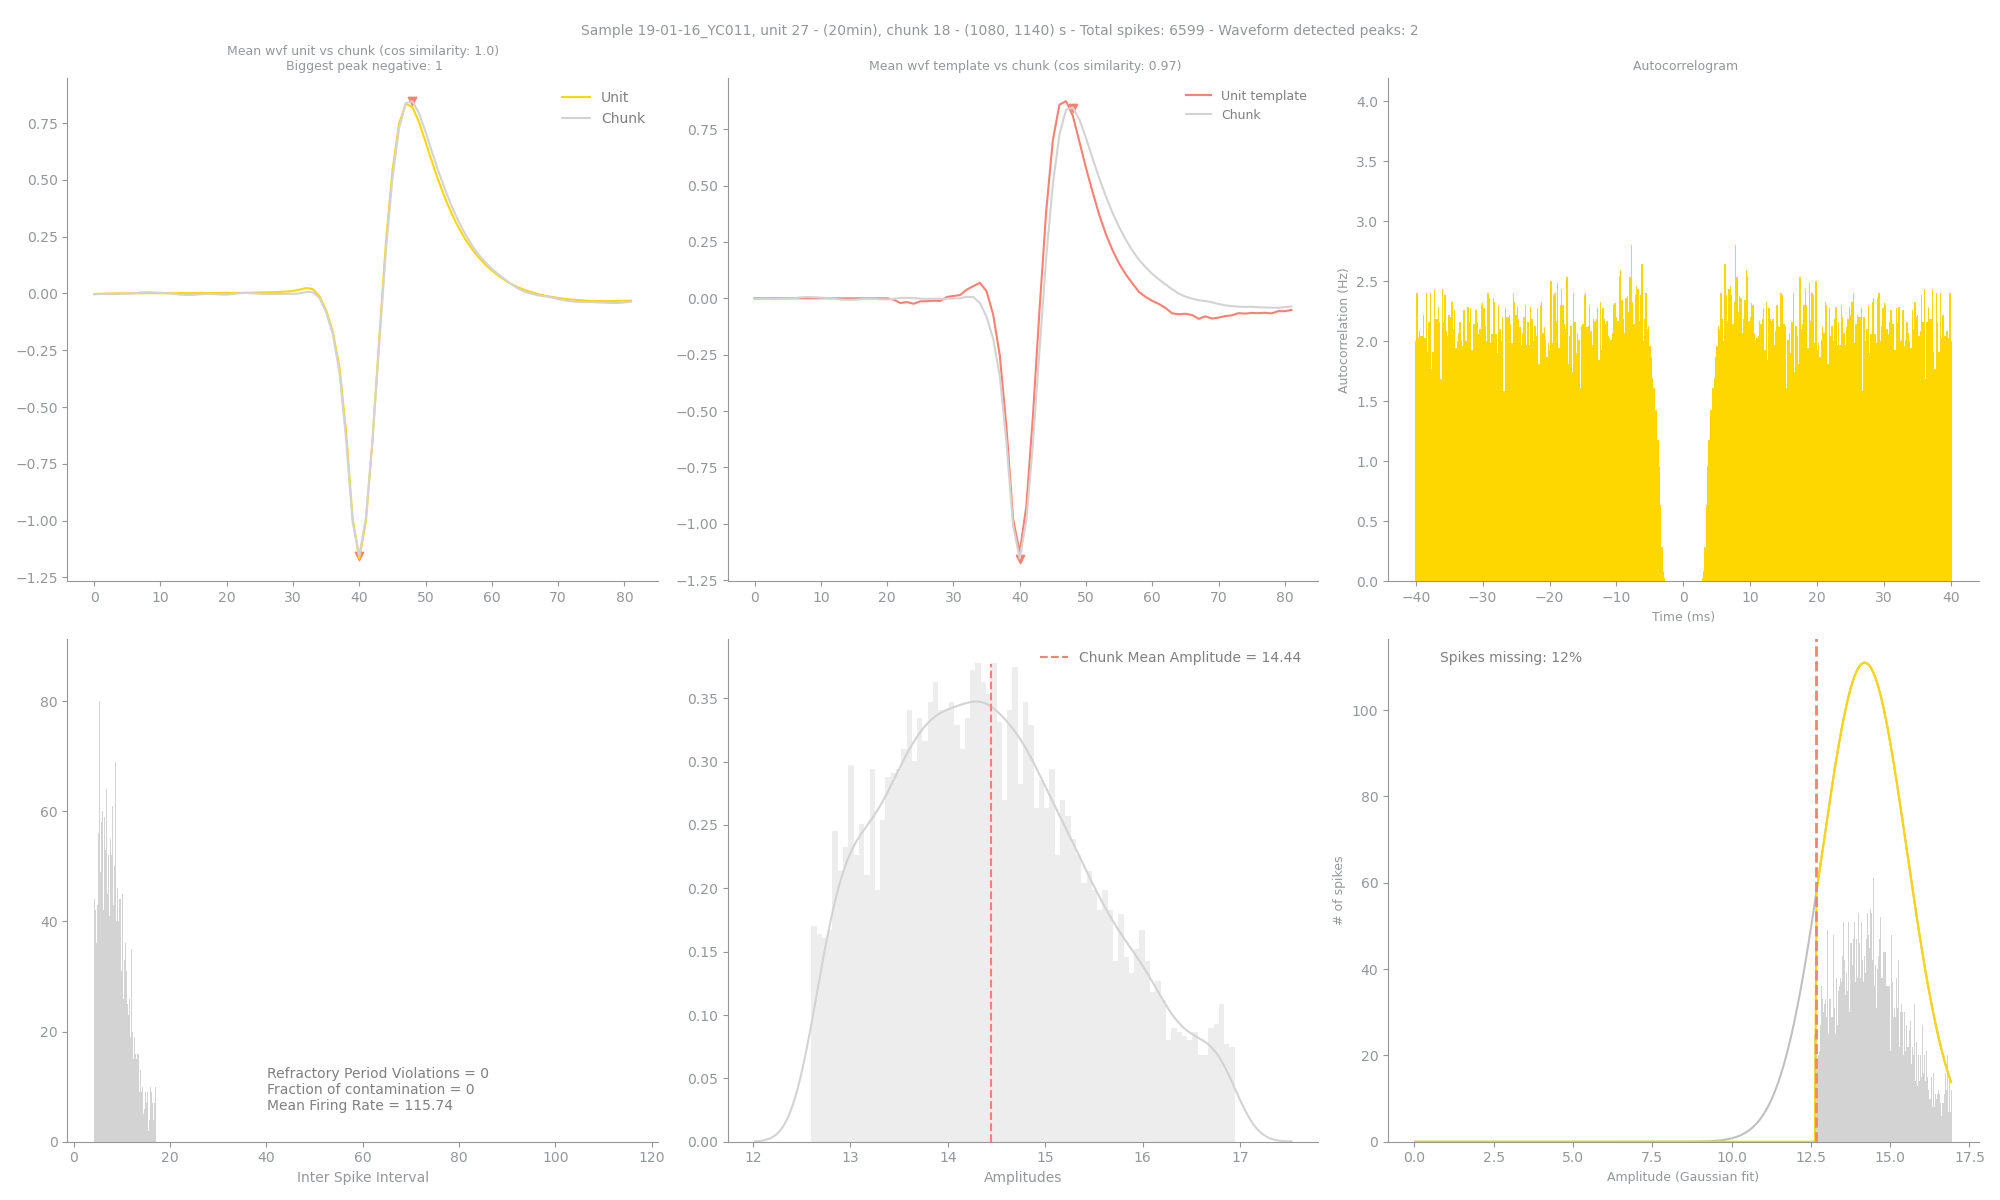 Sample 19-01-16_YC011, unit 27 - (20min), chunk 18 - (1080, 1140) s - Total spikes: 6599 - Waveform detected peaks: 2
Mean wvf unit vs chunk (cos similarity: 1.0)
Biggest peak negative: 1
Unit
Chunk
0.75
0.50
0.25
0.00
−0.25
−0.50
−0.75
−1.00
−1.25
0 10 20 30 40 50 60 70 80
Mean wvf template vs chunk (cos similarity: 0.97)
Unit template
Chunk
0.75
0.50
0.25
0.00
−0.25
−0.50
−0.75
−1.00
−1.25
0 10 20 30 40 50 60 70 80
Autocorrelogram
Autocorrelation (Hz)
4.0
3.5
3.0
2.5
2.0
1.5
1.0
0.5
0.0
−40 −30 −20 −10 0 10 20 30 40
Time (ms)
80
60
40
20
0
Refractory Period Violations = 0
Fraction of contamination = 0
Mean Firing Rate = 115.74
0 20 40 60 80 100 120
Inter Spike Interval
Chunk Mean Amplitude = 14.44
0.35
0.30
0.25
0.20
0.15
0.10
0.05
0.00
12 13 14 15 16 17
Amplitudes
Spikes missing: 12%
# of spikes
100
80
60
40
20
0
0.0 2.5 5.0 7.5 10.0 12.5 15.0 17.5
Amplitude (Gaussian fit)